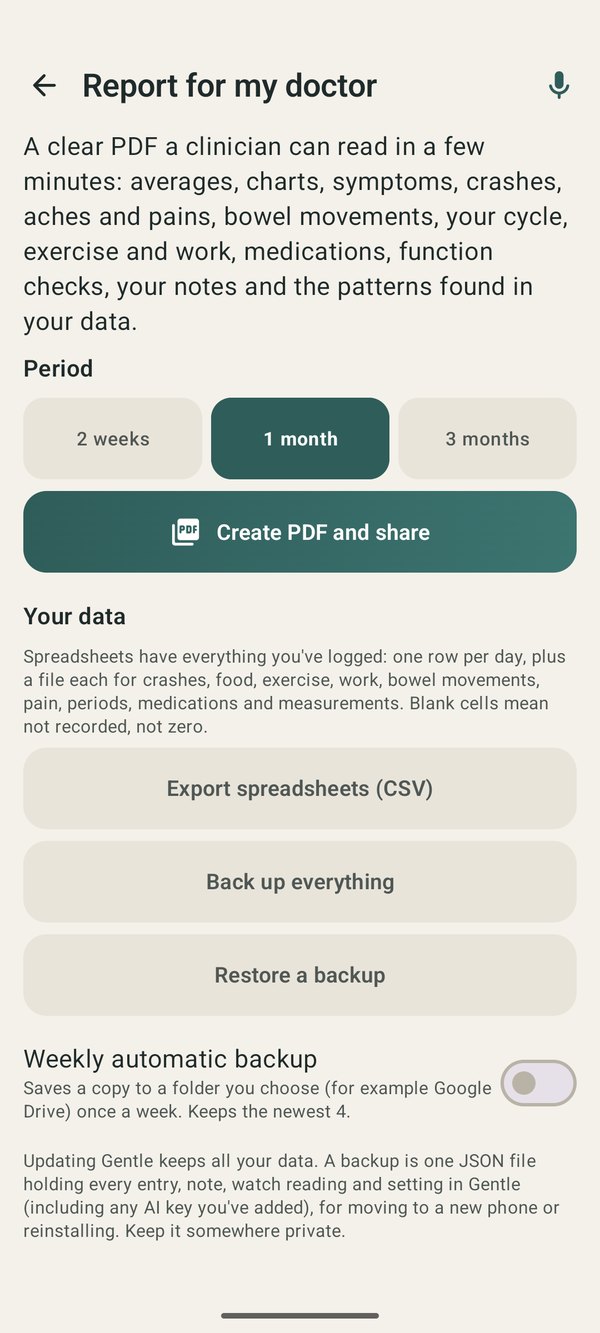 Report for my doctor
A clear PDF a clinician can read in a few
minutes: averages, charts, symptoms, crashes,
aches and pains, bowel movements, your cycle,
exercise and work, medications, function
checks, your notes and the patterns found in
your data.
Period
2 weeks
1 month
3 months
PDF
Create PDF and share
Your data
Spreadsheets have everything you've logged: one row per day, plus
a file each for crashes, food, exercise, work, bowel movements,
pain, periods, medications and measurements. Blank cells mean
not recorded, not zero.
Export spreadsheets (CSV)
Back up everything
Restore a backup
Weekly automatic backup
Saves a copy to a folder you choose (for example Google
Drive) once a week. Keeps the newest 4.
Updating Gentle keeps all your data. A backup is one JSON file
holding every entry, note, watch reading and setting in Gentle
(including any AI key you've added), for moving to a new phone or
reinstalling. Keep it somewhere private.